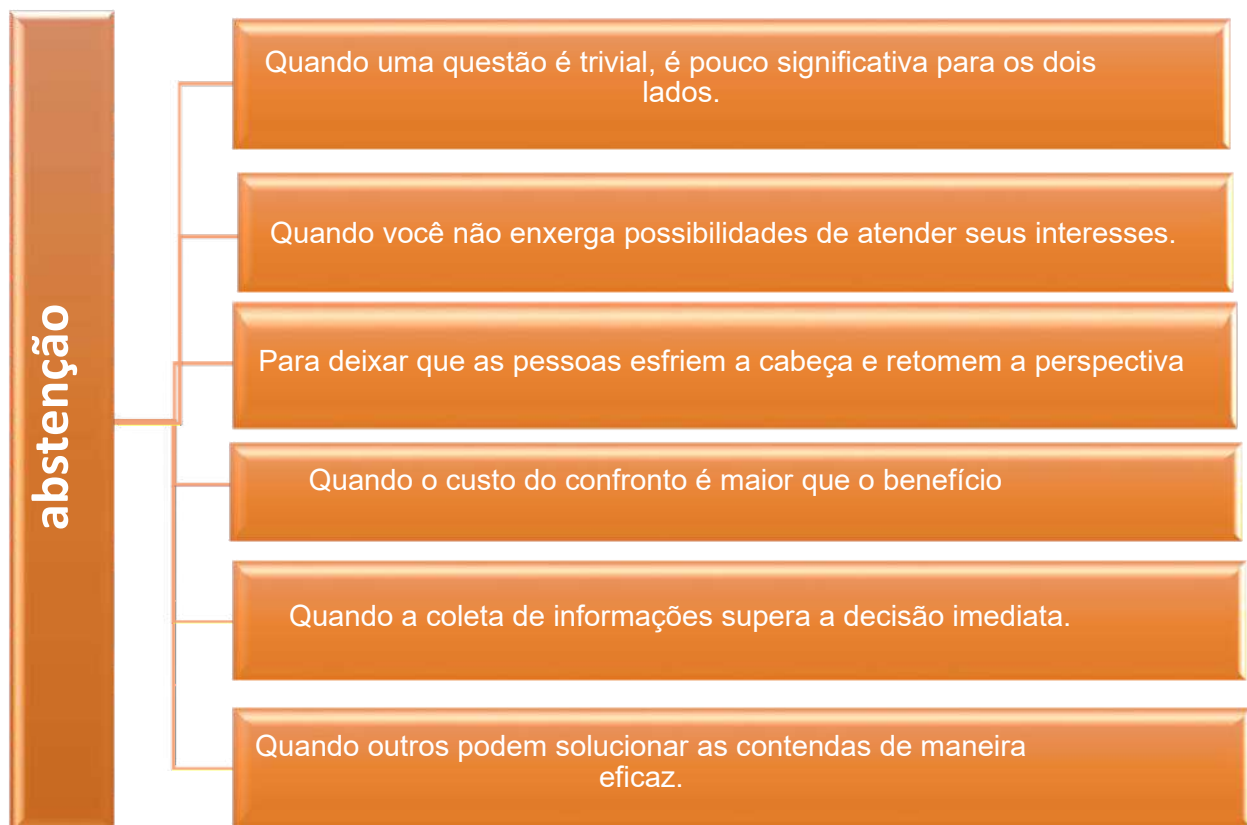 abstenção
Quando uma questão é trivial, é pouco significativa para os dois
lados.
Quando você não enxerga possibilidades de atender seus interesses.
Para deixar que as pessoas esfriem a cabeça e retomem a perspectiva
Quando o custo do confronto é maior que o benefício
Quando a coleta de informações supera a decisão imediata.
Quando outros podem solucionar as contendas de maneira
eficaz.